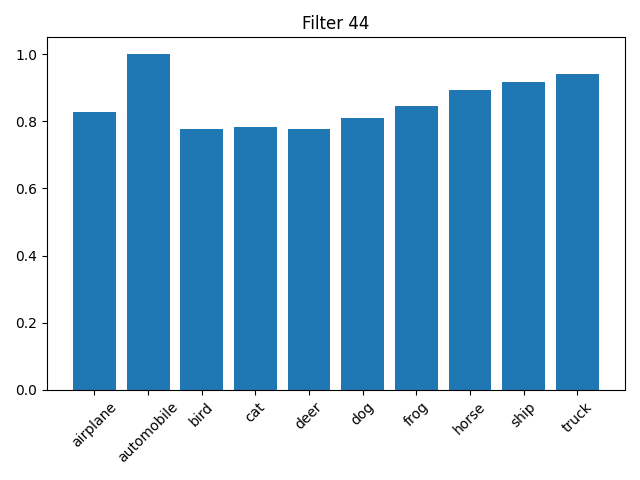 Filter 44
1.0
0.8
0.6
0.4
0.2
0.0
airplane
automobile
bird
cat
deer
dog
frog
horse
ship
truck